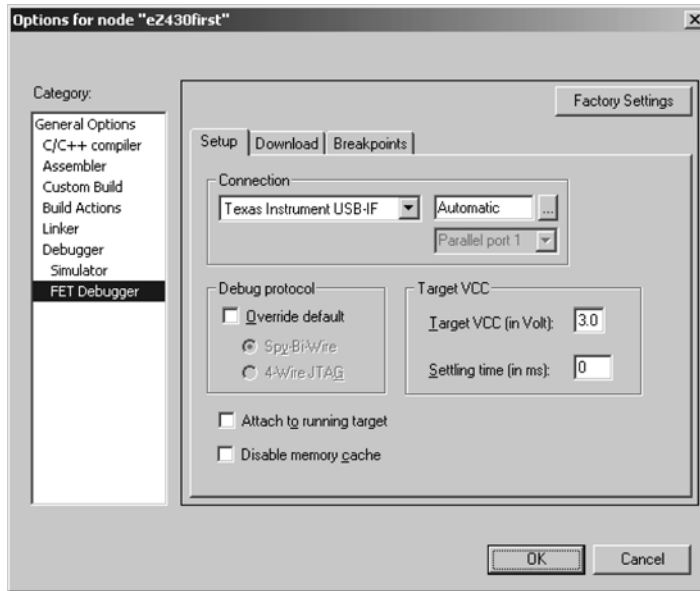 Options for node "eZ430first"
Category:
Factory Settings
General Options
C/C++ compiler
Assembler
Custom Build
Build Actions
Linker
Debugger
Simulator
FET Debugger
Setup
Download
Breakpoints
Connection
Texas Instrument USB-IF
Automatic
...
Parallel port 1
Debug protocol
Override default
Spy-Bi-Wire
4-Wire JTAG
Target VCC
Target VCC (in Volt):
3.0
Settling time (in ms):
0
Attach to running target
Disable memory cache
OK
Cancel